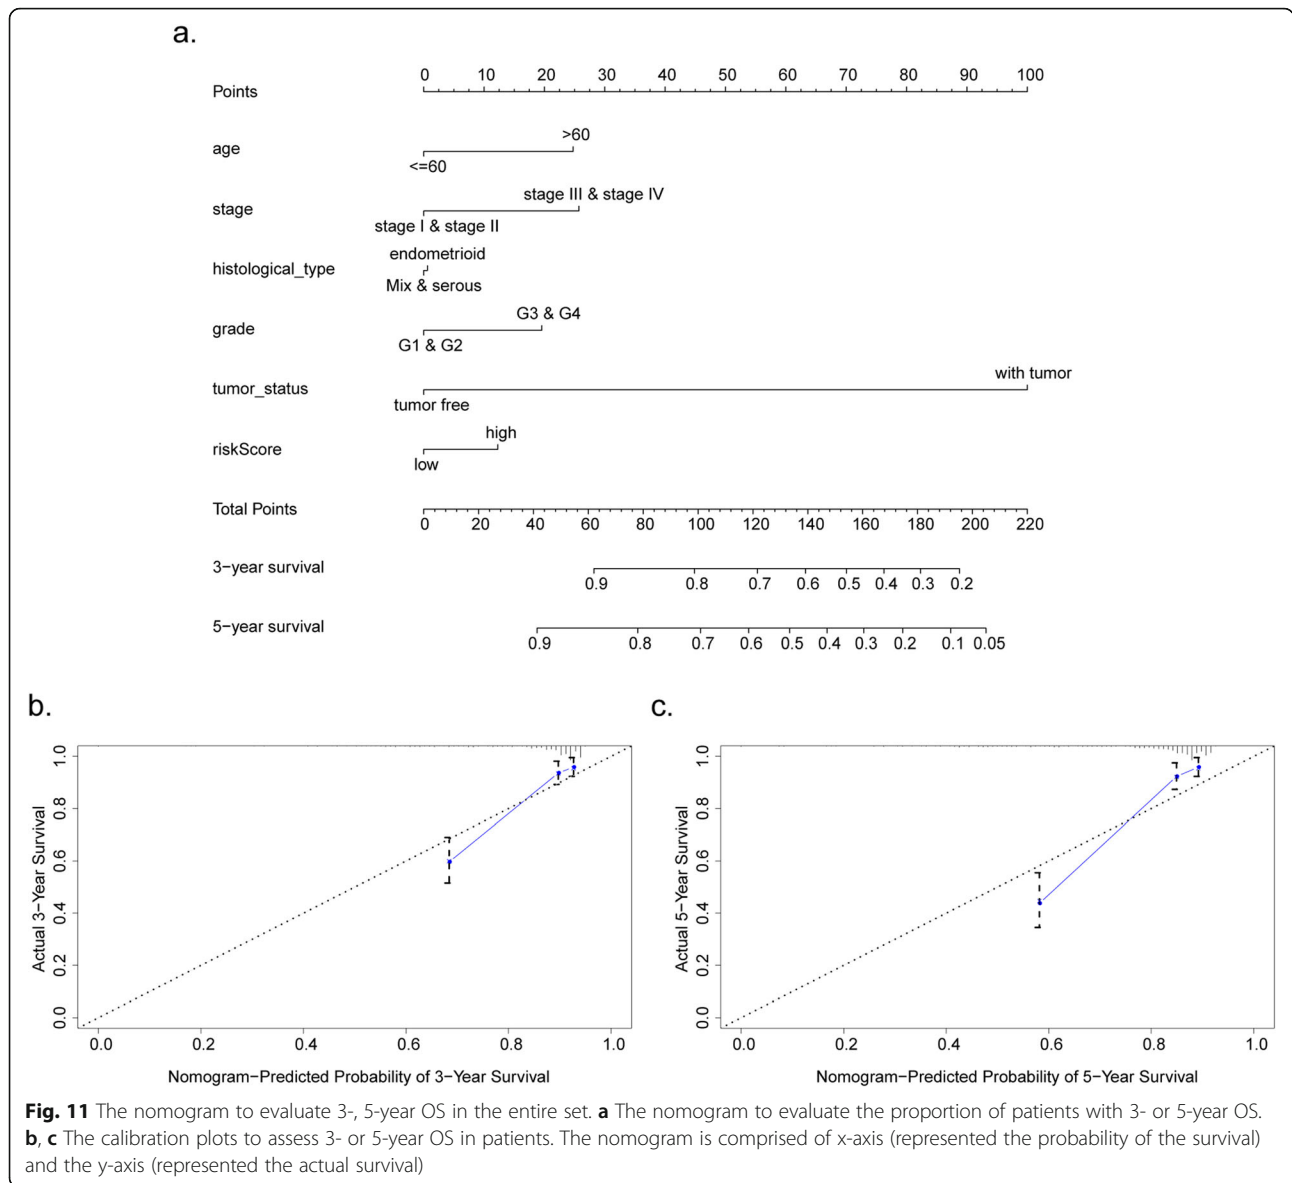 a.
Points
0 10 20 30 40 50 60 70 80 90 100
age
>60
<=60
stage
stage III & stage IV
stage I & stage II
histological_type
endometrioid
Mix & serous
grade
G3 & G4
G1 & G2
tumor_status
with tumor
tumor free
riskScore
high
low
Total Points
0 20 40 60 80 100 120 140 160 180 200 220
3−year survival
0.9 0.8 0.7 0.6 0.5 0.4 0.3 0.2
5−year survival
0.9 0.8 0.7 0.6 0.5 0.4 0.3 0.2 0.1 0.05
b.
Actual 3−Year Survival
0.0 0.2 0.4 0.6 0.8 1.0
0.0 0.2 0.4 0.6 0.8 1.0
Nomogram−Predicted Probability of 3−Year Survival
c.
Actual 5−Year Survival
0.0 0.2 0.4 0.6 0.8 1.0
0.0 0.2 0.4 0.6 0.8 1.0
Nomogram−Predicted Probability of 5−Year Survival
Fig. 11 The nomogram to evaluate 3-, 5-year OS in the entire set. a The nomogram to evaluate the proportion of patients with 3- or 5-year OS.
b, c The calibration plots to assess 3- or 5-year OS in patients. The nomogram is comprised of x-axis (represented the probability of the survival)
and the y-axis (represented the actual survival)